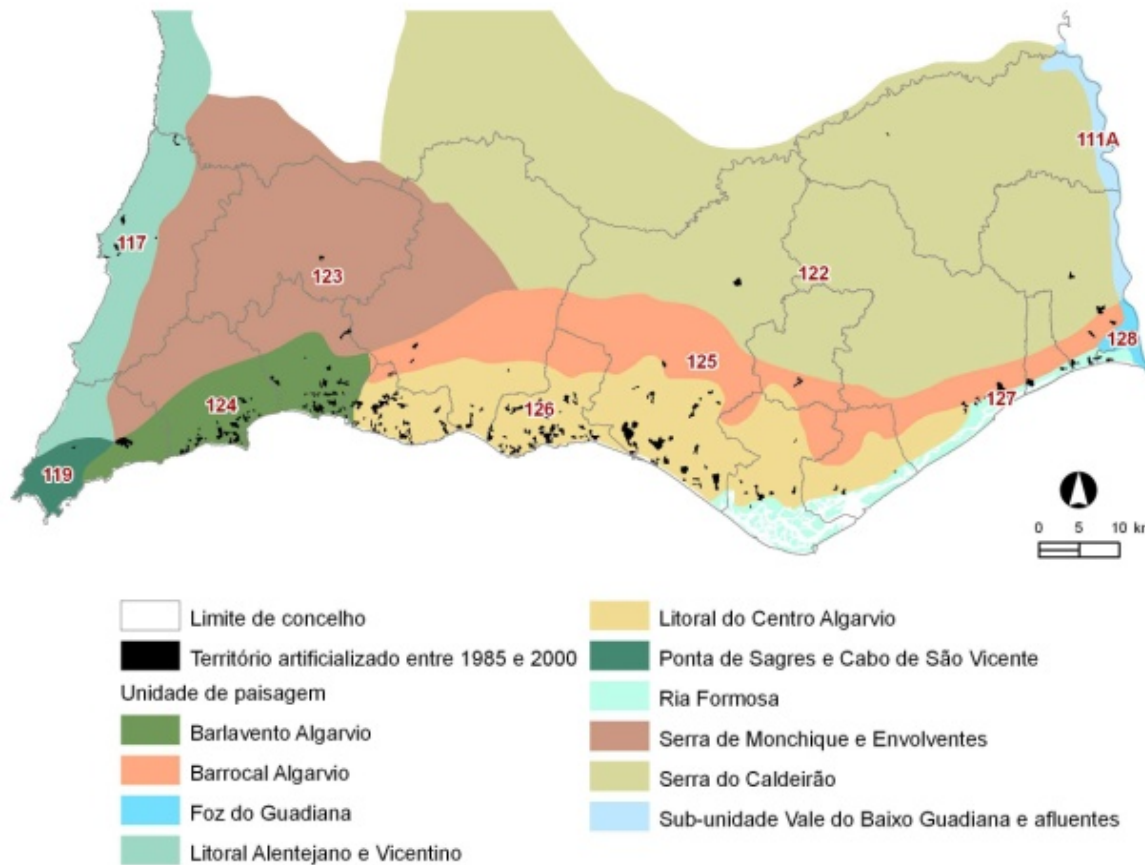 111A
117
123
122
128
125
124
126
127
119
0 5 10 km
Limite de concelho
Território artificializado entre 1985 e 2000
Unidade de paisagem
Barlavento Algarvio
Barrocal Algarvio
Foz do Guadiana
Litoral Alentejano e Vicentino
Litoral do Centro Algarvio
Ponta de Sagres e Cabo de São Vicente
Ria Formosa
Serra de Monchique e Envolventes
Serra do Caldeirão
Sub-unidade Vale do Baixo Guadiana e afluentes